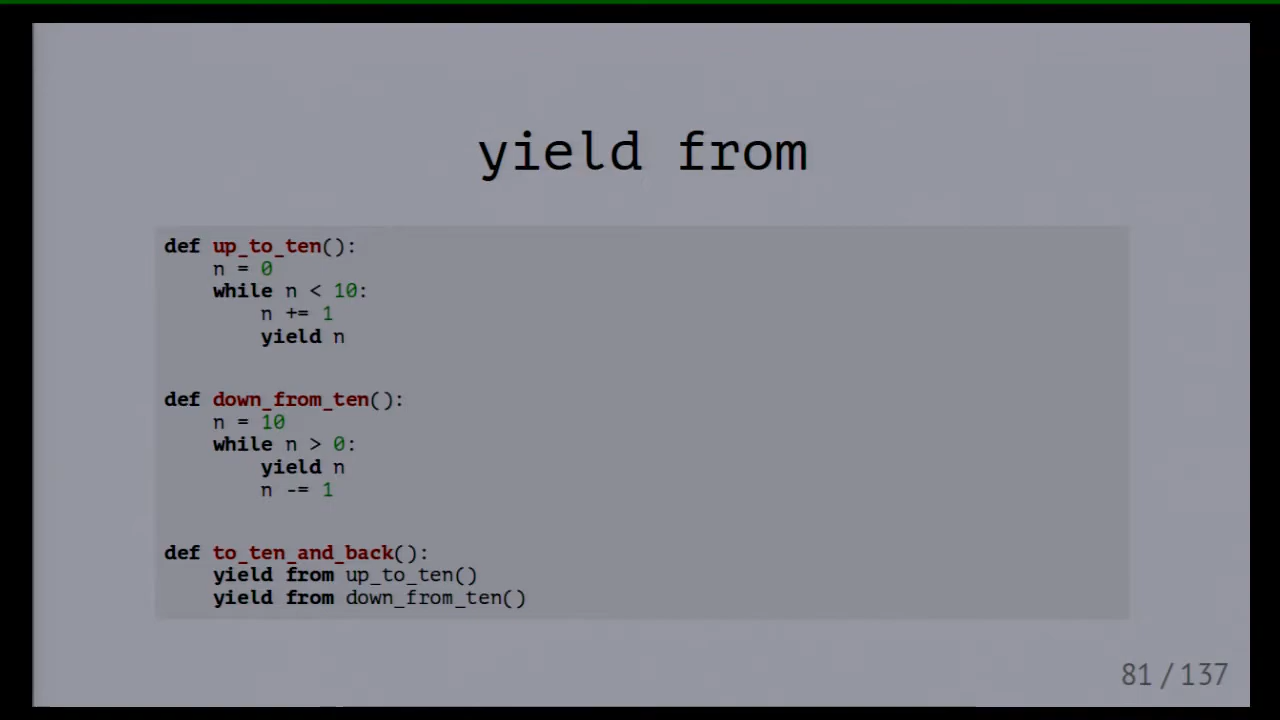 yield from
def up_to_ten():
    n = 0
    while n < 10:
        n += 1
        yield n
def down_from_ten():
    n = 10
    while n > 0:
        yield n
        n -= 1
def to_ten_and_back():
    yield from up_to_ten()
    yield from down_from_ten()
81 / 137